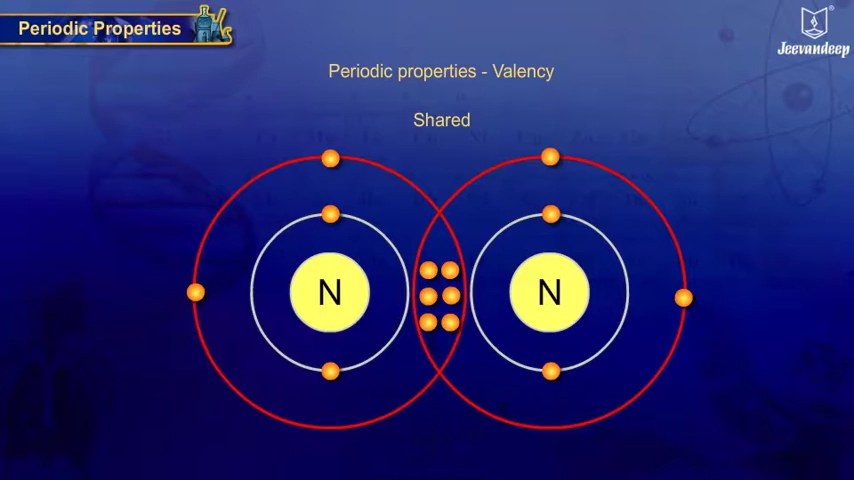 Periodic Properties
Jeevandeep
Periodic properties - Valency
Shared
N
N